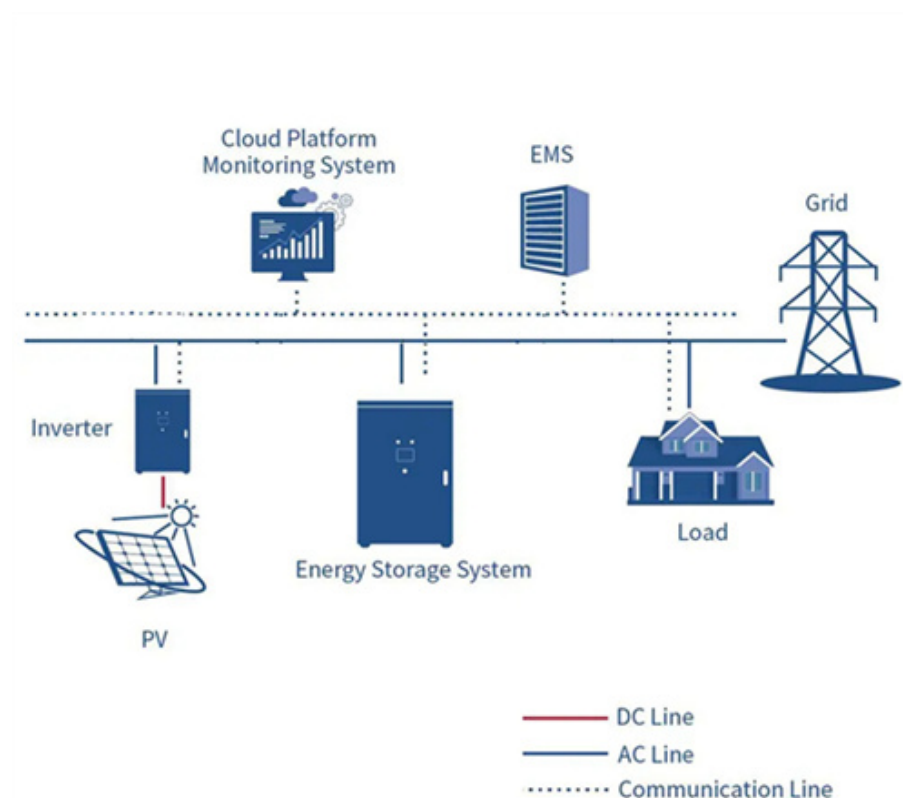 Cloud Platform
Monitoring System
EMS
Grid
Inverter
Load
Energy Storage System
PV
DC Line
AC Line
Communication Line